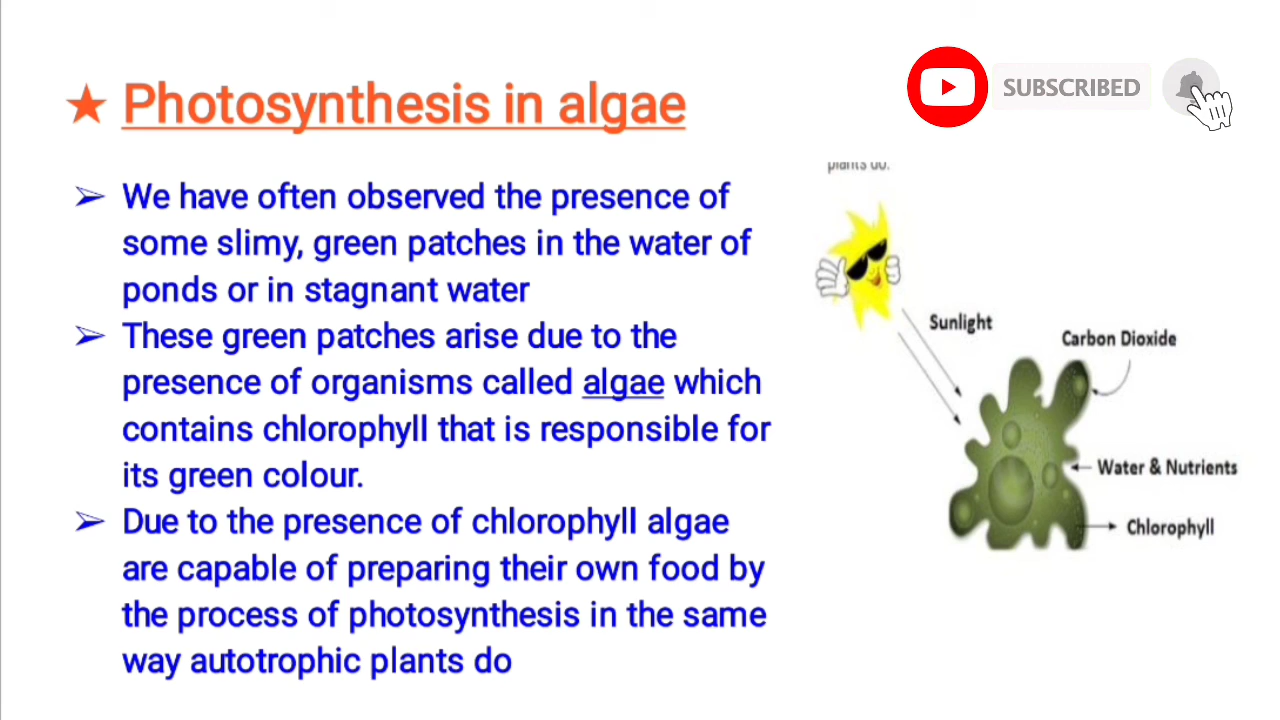 ★ Photosynthesis in algae
SUBSCRIBED
➢ We have often observed the presence of
some slimy, green patches in the water of
ponds or in stagnant water
➢ These green patches arise due to the
presence of organisms called algae which
contains chlorophyll that is responsible for
its green colour.
➢ Due to the presence of chlorophyll algae
are capable of preparing their own food by
the process of photosynthesis in the same
way autotrophic plants do
plants do.
Sunlight
Carbon Dioxide
Water & Nutrients
Chlorophyll